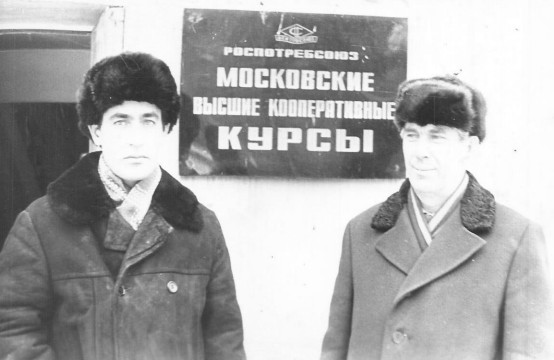 РОСПОТРЕБСОЮЗ
МОСКОВСКИЕ
ВЫСШИЕ КООПЕРАТИВНЫЕ
КУРСЫ